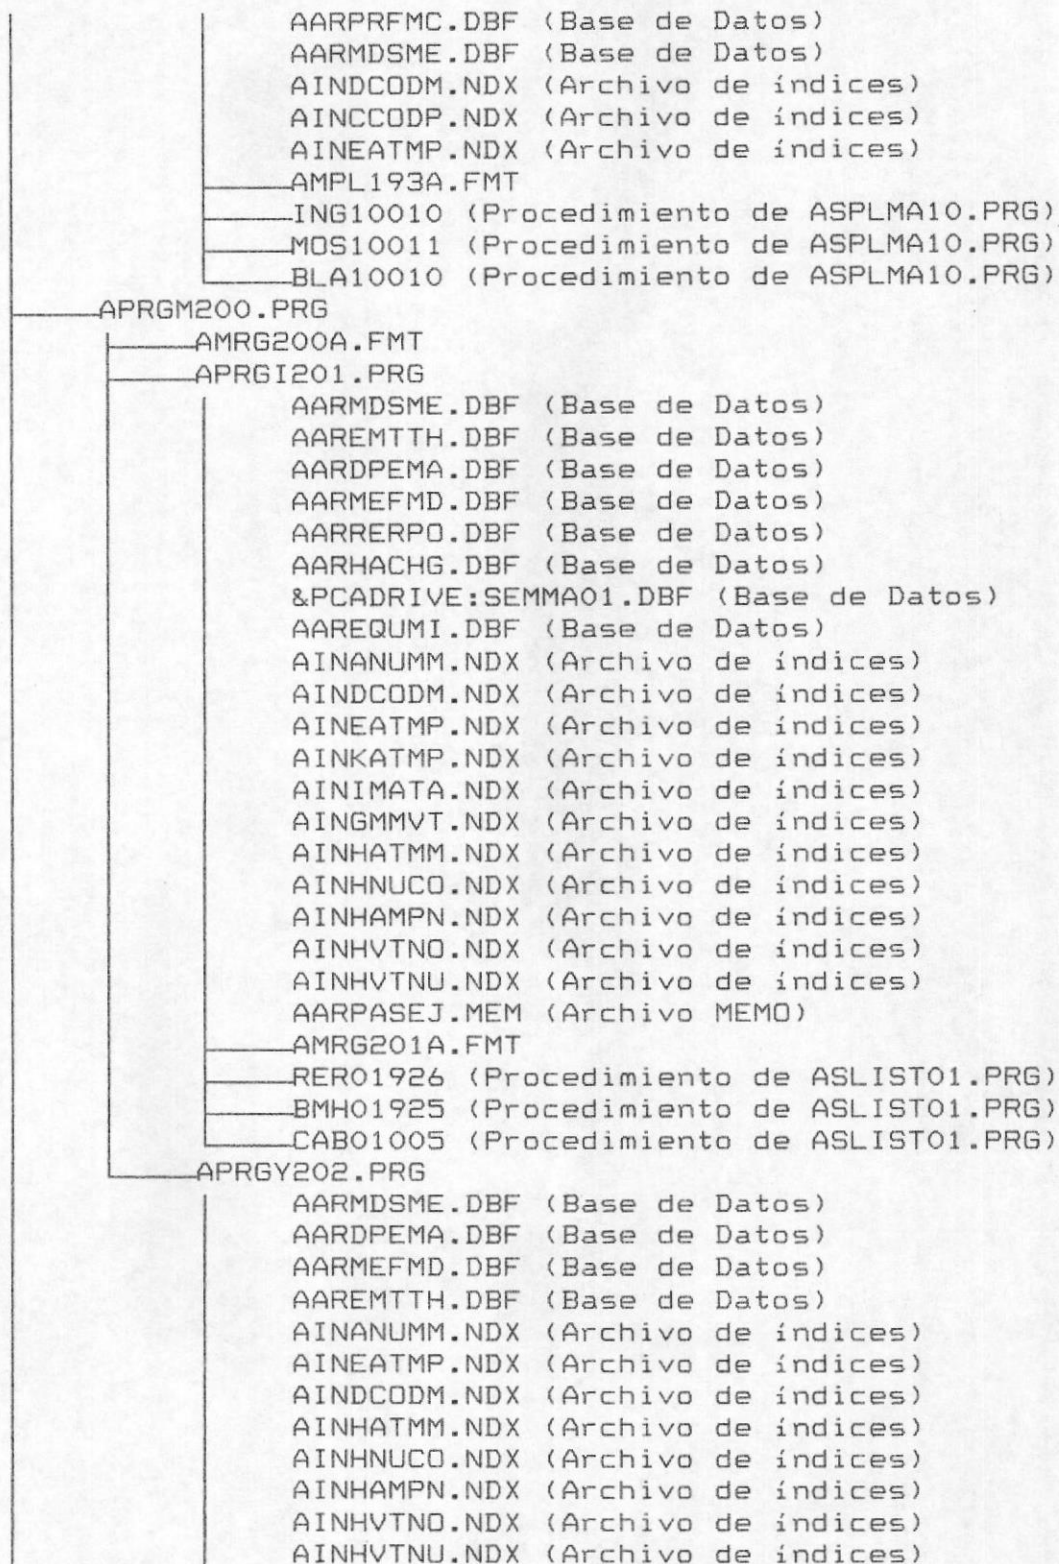 AARPRFMC.DBF (Base de Datos)
AARMDSME.DBF (Base de Datos)
AINDCODM.NDX (Archivo de índices)
AINCCODP.NDX (Archivo de índices)
AINEATMP.NDX (Archivo de índices)
AMPL193A.FMT
ING10010 (Procedimiento de ASPLMA10.PRG)
MOS10011 (Procedimiento de ASPLMA10.PRG)
BLA10010 (Procedimiento de ASPLMA10.PRG)
APRGM200.PRG
AMRG200A.FMT
APRGI201.PRG
AARMDSME.DBF (Base de Datos)
AAREMTTH.DBF (Base de Datos)
AARDPEMA.DBF (Base de Datos)
AARMEFMD.DBF (Base de Datos)
AARRERPO.DBF (Base de Datos)
AARHACHG.DBF (Base de Datos)
&PCADRIVE:SEMMA01.DBF (Base de Datos)
AAREQUMI.DBF (Base de Datos)
AINANUMM.NDX (Archivo de índices)
AINDCODM.NDX (Archivo de índices)
AINEATMP.NDX (Archivo de índices)
AINKATMP.NDX (Archivo de índices)
AINIMATA.NDX (Archivo de índices)
AINGMMVT.NDX (Archivo de índices)
AINHATMM.NDX (Archivo de índices)
AINHNUCO.NDX (Archivo de índices)
AINHAMPN.NDX (Archivo de índices)
AINHVTNO.NDX (Archivo de índices)
AINHVTNU.NDX (Archivo de índices)
AARPASEJ.MEM (Archivo MEMO)
AMRG201A.FMT
RER01926 (Procedimiento de ASLIST01.PRG)
BMH01925 (Procedimiento de ASLIST01.PRG)
CAB01005 (Procedimiento de ASLIST01.PRG)
APRGY202.PRG
AARMDSME.DBF (Base de Datos)
AARDPEMA.DBF (Base de Datos)
AARMEFMD.DBF (Base de Datos)
AAREMTTH.DBF (Base de Datos)
AINANUMM.NDX (Archivo de índices)
AINEATMP.NDX (Archivo de índices)
AINDCODM.NDX (Archivo de índices)
AINHATMM.NDX (Archivo de índices)
AINHNUCO.NDX (Archivo de índices)
AINHAMPN.NDX (Archivo de índices)
AINHVTNO.NDX (Archivo de índices)
AINHVTNU.NDX (Archivo de índices)